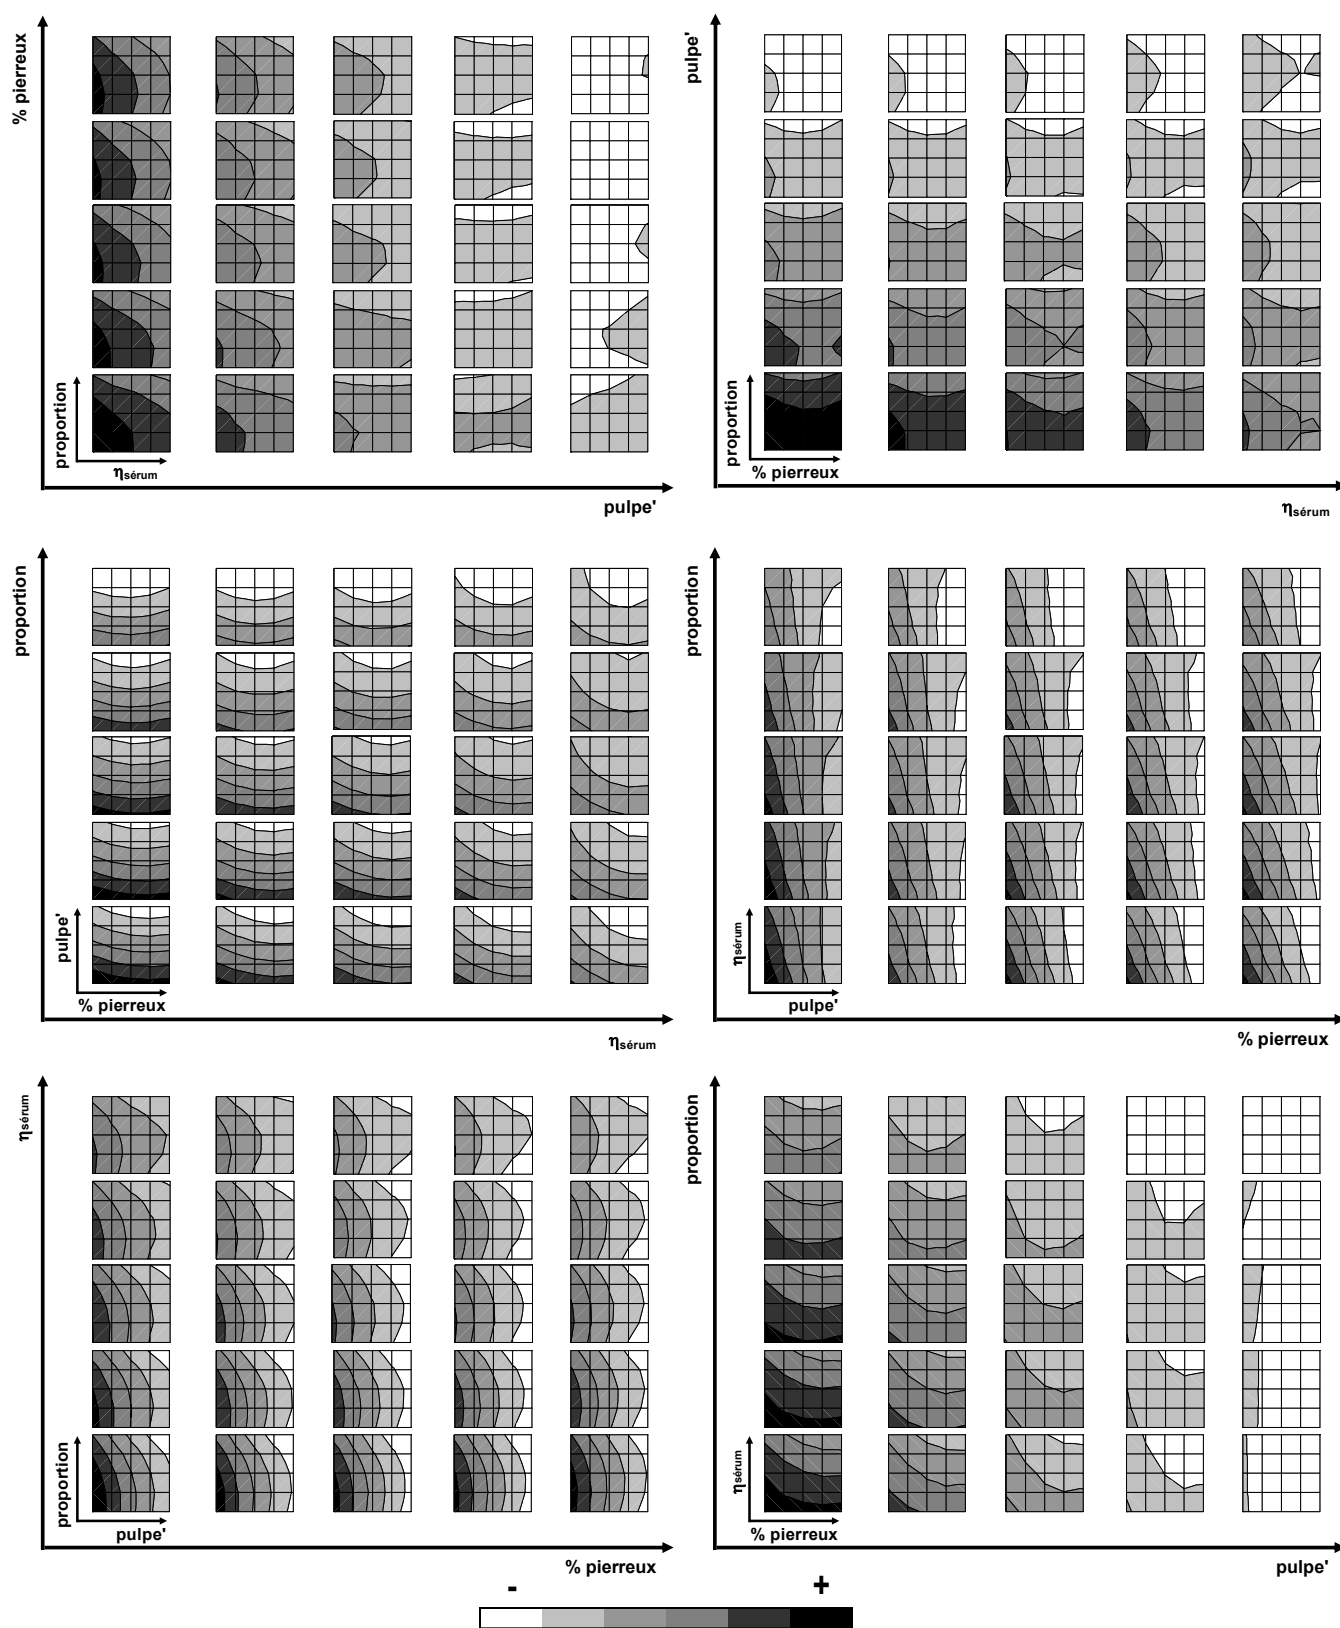 % pierreux
proportion
ηsérum
pulpe'
pulpe'
proportion
% pierreux
ηsérum
proportion
pulpe'
% pierreux
ηsérum
proportion
ηsérum
pulpe'
% pierreux
ηsérum
proportion
pulpe'
% pierreux
proportion
ηsérum
% pierreux
pulpe'
- +